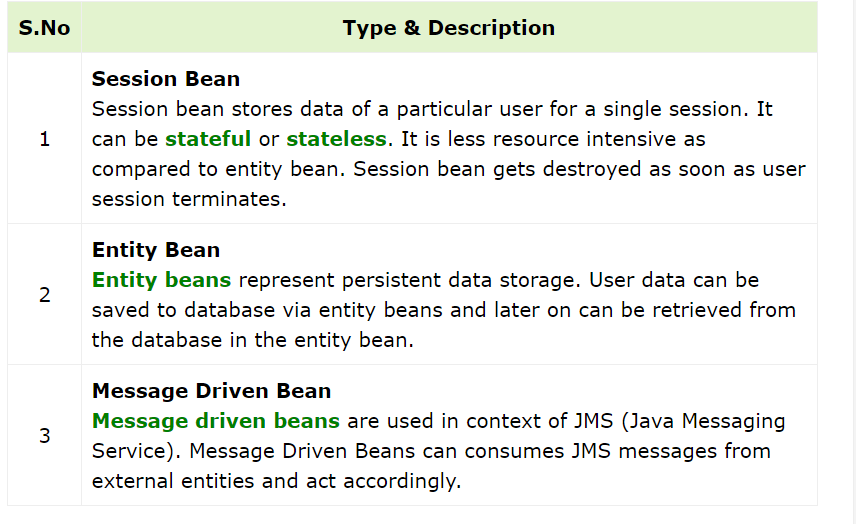 S.No Type & Description
Session Bean
Session bean stores data of a particular user for a single session. It
1 can be stateful or stateless. It is less resource intensive as
compared to entity bean. Session bean gets destroyed as soon as user
session terminates.
Entity Bean
Entity beans represent persistent data storage. User data can be
2 saved to database via entity beans and later on can be retrieved from
the database in the entity bean.
Message Driven Bean
Message driven beans are used in context of JMS (Java Messaging
3 Service). Message Driven Beans can consumes JMS messages from
external entities and act accordingly.